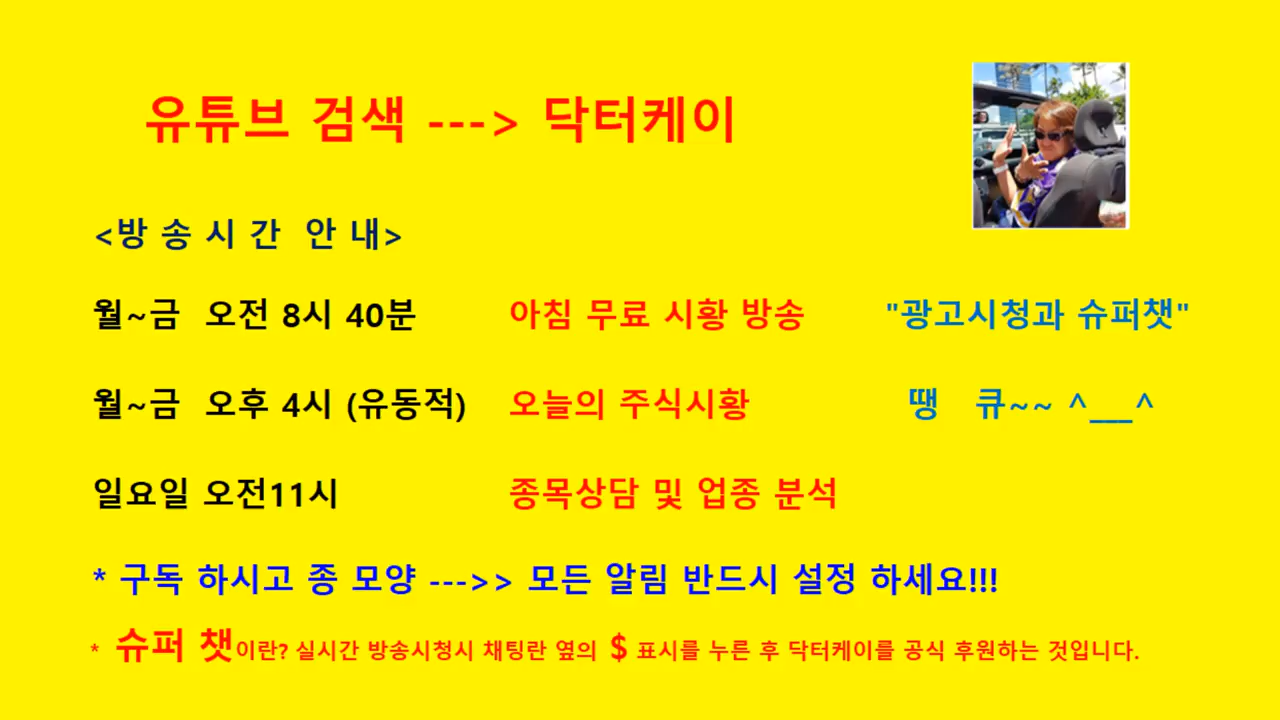 유튜브 검색 ---> 닥터케이
<방 송 시 간 안 내>
월~금 오전 8시 40분 아침 무료 시황 방송 "광고시청과 슈퍼챗"
월~금 오후 4시 (유동적) 오늘의 주식시황 땡 큐~~ ^___^
일요일 오전11시 종목상담 및 업종 분석
* 구독 하시고 종 모양 --->> 모든 알림 반드시 설정 하세요!!!
* 슈퍼 챗이란? 실시간 방송시청시 채팅란 옆의 $ 표시를 누른 후 닥터케이를 공식 후원하는 것입니다.